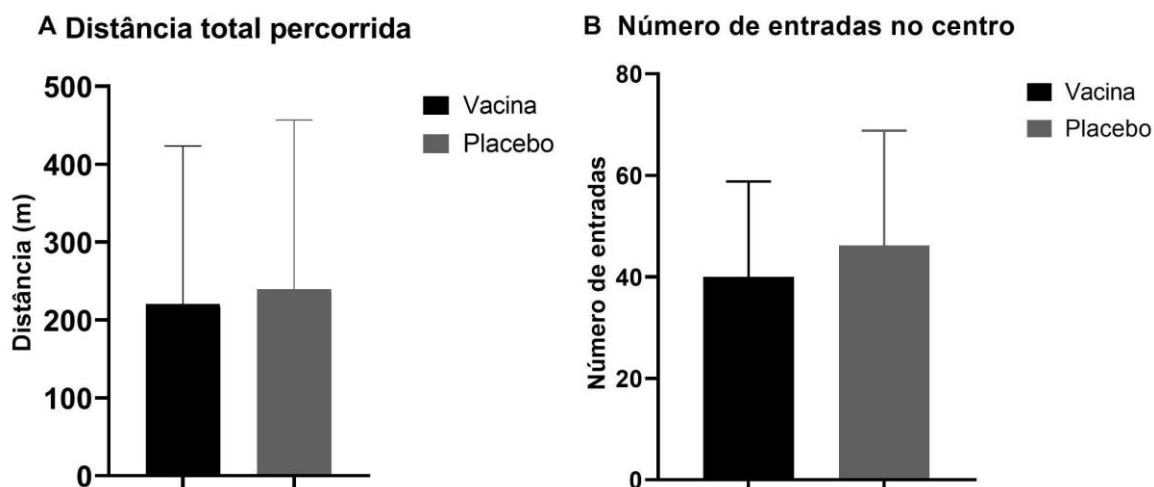 A Distância total percorrida
500
400
300
200
100
0
Distância (m)
Vacina
Placebo
B Número de entradas no centro
80
60
40
20
0
Número de entradas
Vacina
Placebo